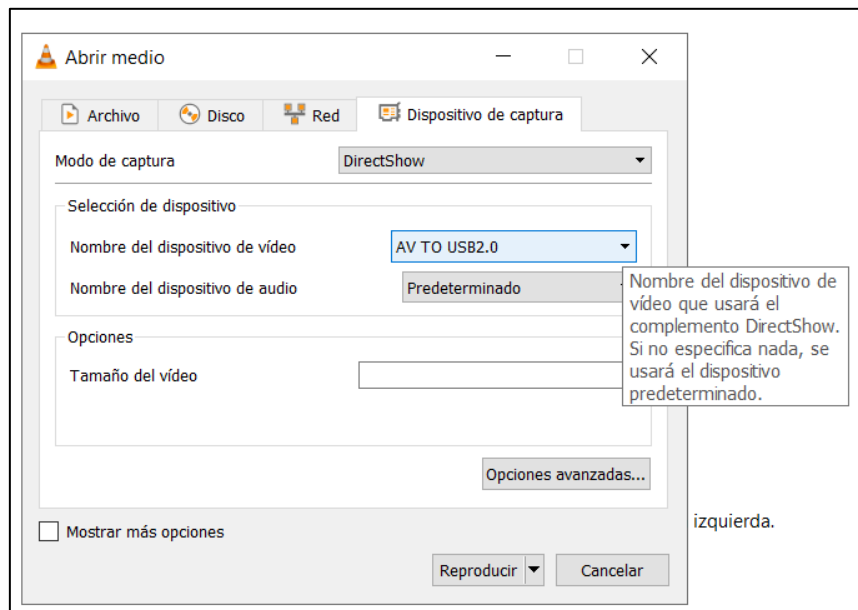 Abrir medio
Archivo Disco Red Dispositivo de captura
Modo de captura DirectShow
Selección de dispositivo
Nombre del dispositivo de vídeo AV TO USB2.0
Nombre del dispositivo de audio Predeterminado
Nombre del dispositivo de
vídeo que usará el
complemento DirectShow.
Si no especifica nada, se
usará el dispositivo
predeterminado.
Opciones
Tamaño del vídeo
Opciones avanzadas...
izquierda.
Mostrar más opciones
Reproducir Cancelar